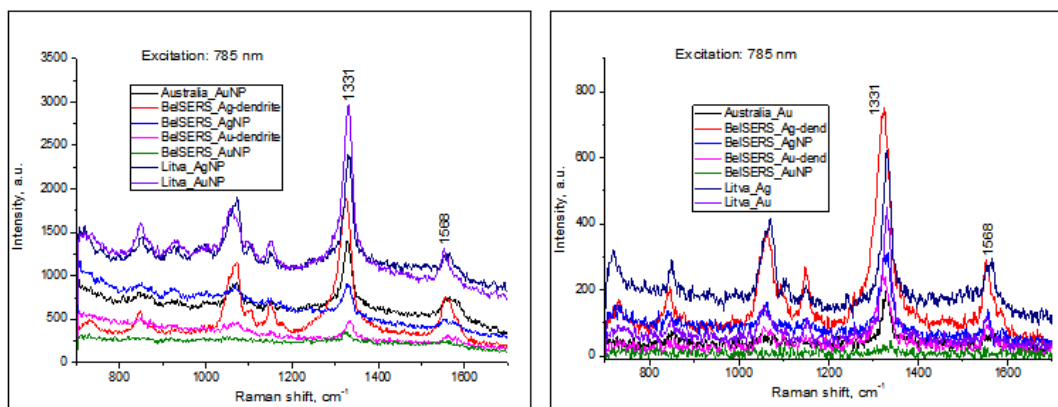 Excitation: 785 nm
3500
3000
2500
2000
1500
1000
500
0
Intensity, a.u.
Australia_AuNP
BelSERS_Ag-dendrite
BelSERS_AgNP
BelSERS_Au-dendrite
BelSERS_AuNP
Litva_AgNP
Litva_AuNP
1331
1568
800 1000 1200 1400 1600
Raman shift, cm-1
Excitation: 785 nm
800
600
400
200
0
Intensity, a.u.
Australia_Au
BelSERS_Ag-dend
BelSERS_AgNP
BelSERS_Au-dend
BelSERS_AuNP
Litva_Ag
Litva_Au
1331
1568
800 1000 1200 1400 1600
Raman shift, cm-1